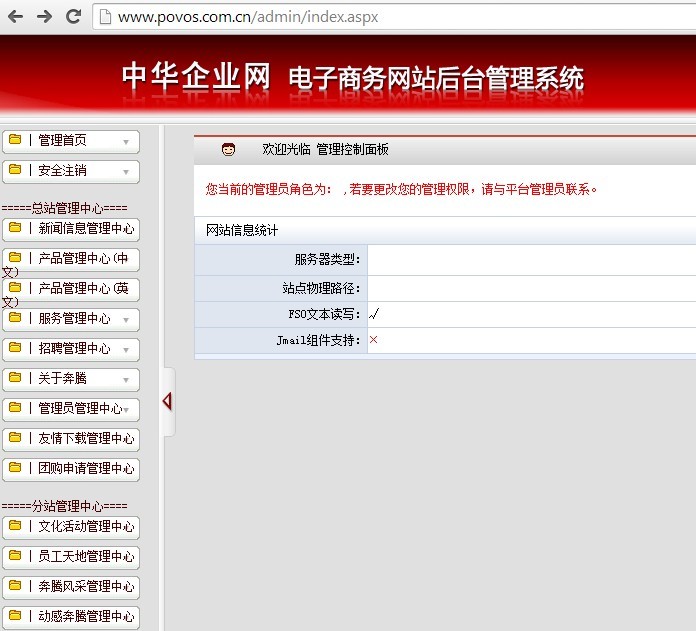 www.povos.com.cn/admin/index.aspx
中华企业网 电子商务网站后台管理系统
| 管理首页
| 安全注销
=====总站管理中心====
| 新闻信息管理中心
| 产品管理中心(中
文)
| 产品管理中心(英
文)
| 服务管理中心
| 招聘管理中心
| 关于奔腾
| 管理员管理中心
| 友情下载管理中心
| 团购申请管理中心
=====分站管理中心====
| 文化活动管理中心
| 员工天地管理中心
| 奔腾风采管理中心
| 动感奔腾管理中心
欢迎光临 管理控制面板
您当前的管理员角色为： ,若要更改您的管理权限，请与平台管理员联系。
网站信息统计
服务器类型：
站点物理路径：
FSO文本读写：√
Jmail组件支持：×